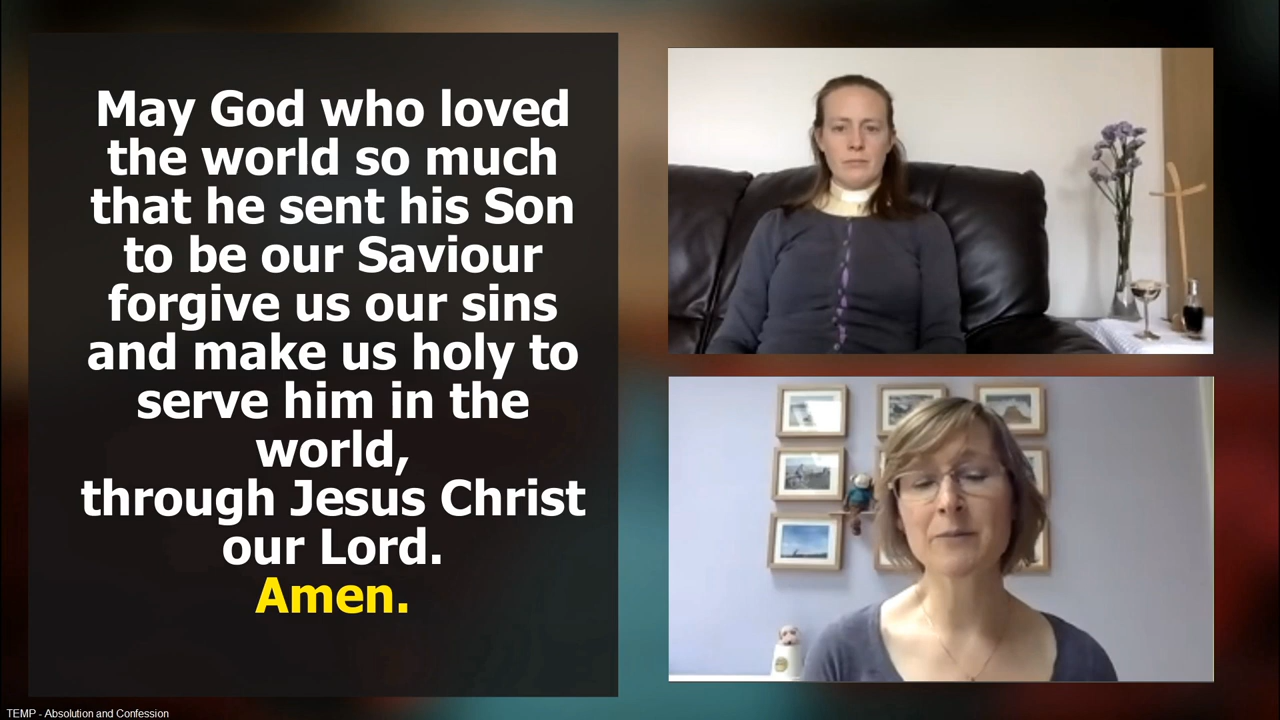 May God who loved
the world so much
that he sent his Son
to be our Saviour
forgive us our sins
and make us holy to
serve him in the
world,
through Jesus Christ
our Lord.
Amen.
TEMP - Absolution and Confession